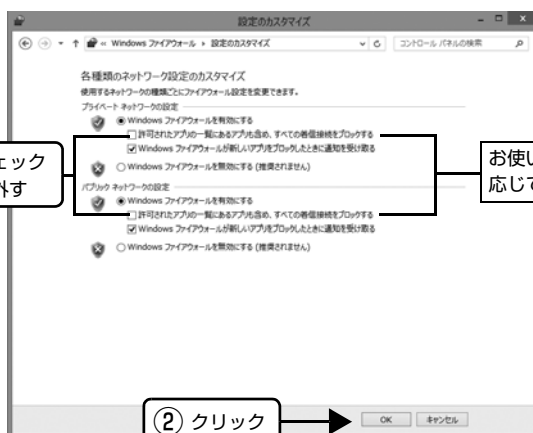 設定のカスタマイズ
« Windows ファイアウォール ▸ 設定のカスタマイズ
コントロール パネルの検索
各種類のネットワーク設定のカスタマイズ
使用するネットワークの種類ごとにファイアウォール設定を変更できます。
プライベート ネットワークの設定
Windows ファイアウォールを有効にする
許可されたアプリの一覧にあるアプリも含め、すべての着信接続をブロックする
Windows ファイアウォールが新しいアプリをブロックしたときに通知を受け取る
Windows ファイアウォールを無効にする (推奨されません)
ェック
外す
お使い
応じて
パブリック ネットワークの設定
Windows ファイアウォールを有効にする
許可されたアプリの一覧にあるアプリも含め、すべての着信接続をブロックする
Windows ファイアウォールが新しいアプリをブロックしたときに通知を受け取る
Windows ファイアウォールを無効にする (推奨されません)
② クリック
OK
キャンセル